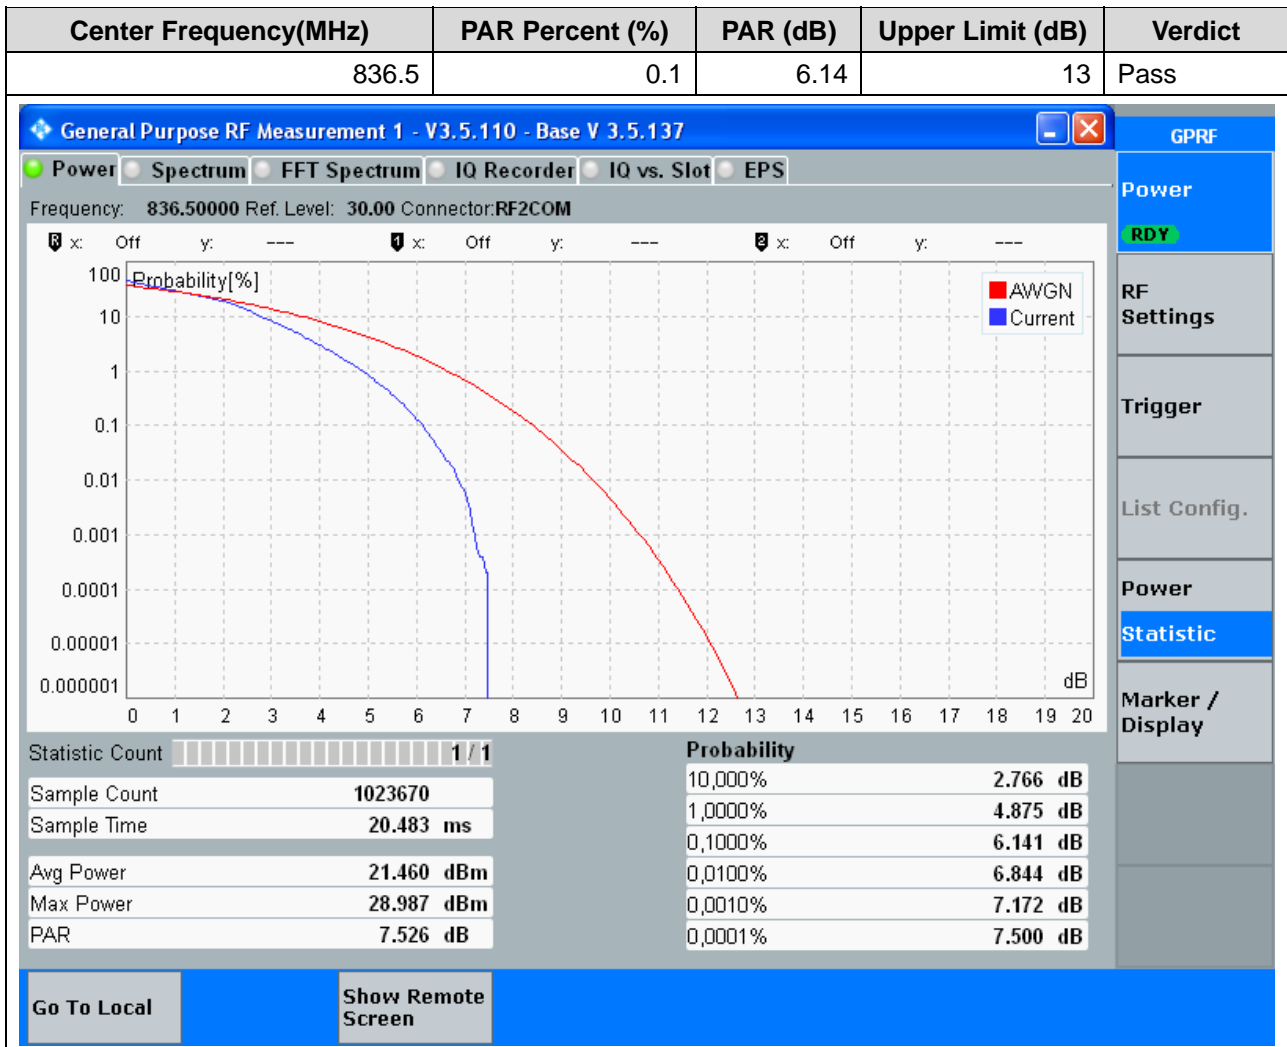 Center Frequency(MHz) PAR Percent (%) PAR (dB) Upper Limit (dB) Verdict
836.5 0.1 6.14 13 Pass
General Purpose RF Measurement 1 - V3.5.110 - Base V 3.5.137
GPRF
Power Spectrum FFT Spectrum IQ Recorder IQ vs. Slot EPS
Power
RDY
Frequency: 836.50000 Ref. Level: 30.00 Connector:RF2COM
R x: Off y: --- 1 x: Off y: --- 2 x: Off y: ---
Probability[%]
AWGN
Current
100
10
1
0.1
0.01
0.001
0.0001
0.00001
0.000001
dB
0 1 2 3 4 5 6 7 8 9 10 11 12 13 14 15 16 17 18 19 20
RF
Settings
Trigger
List Config.
Power
Statistic
Marker /
Display
Statistic Count 1 / 1
Sample Count 1023670
Sample Time 20.483 ms
Avg Power 21.460 dBm
Max Power 28.987 dBm
PAR 7.526 dB
Probability
10,000% 2.766 dB
1,0000% 4.875 dB
0,1000% 6.141 dB
0,0100% 6.844 dB
0,0010% 7.172 dB
0,0001% 7.500 dB
Go To Local
Show Remote
Screen